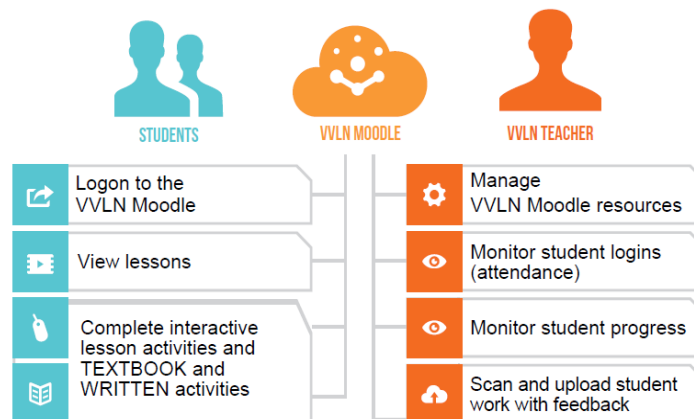 STUDENTS
VVLN MOODLE
VVLN TEACHER
Logon to the
VVLN Moodle
View lessons
Complete interactive
lesson activities and
TEXTBOOK and
WRITTEN activities
Manage
VVLN Moodle resources
Monitor student logins
(attendance)
Monitor student progress
Scan and upload student
work with feedback